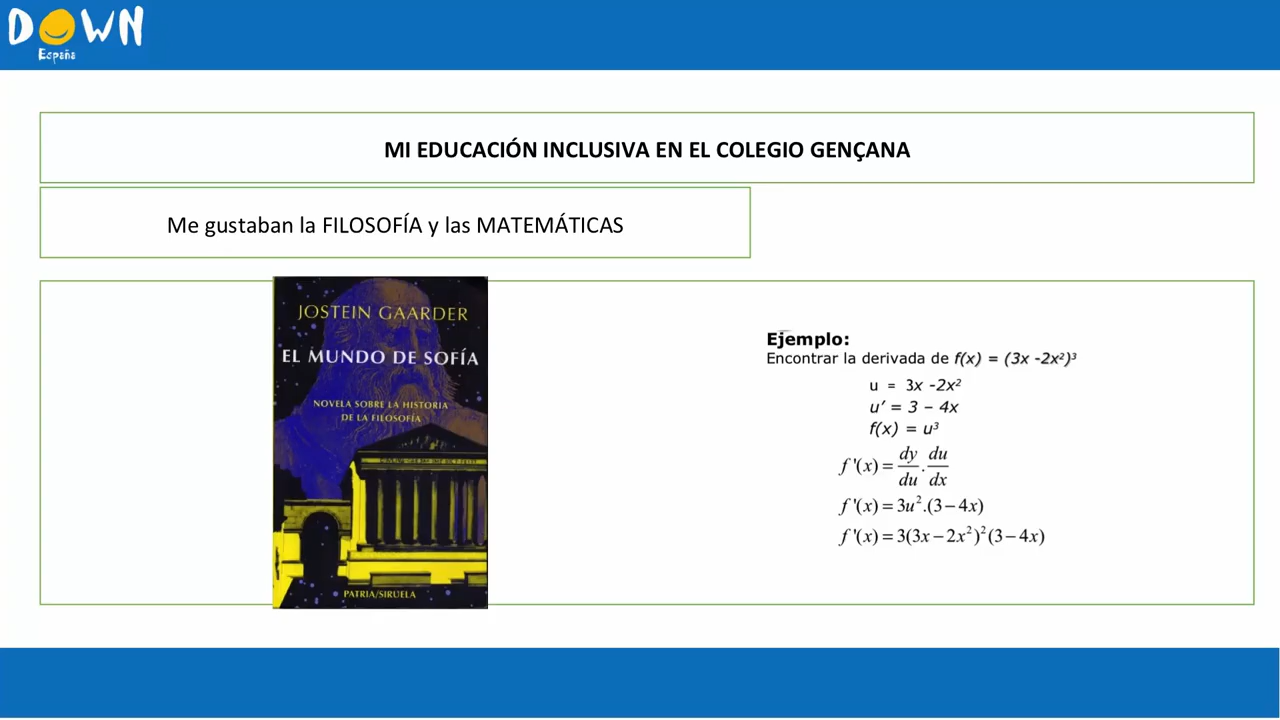 DOWN
España
MI EDUCACIÓN INCLUSIVA EN EL COLEGIO GENÇANA
Me gustaban la FILOSOFÍA y las MATEMÁTICAS
JOSTEIN GAARDER
EL MUNDO DE SOFÍA
NOVELA SOBRE LA HISTORIA
DE LA FILOSOFÍA
PATRIA/SIRUELA
Ejemplo:
Encontrar la derivada de f(x) = (3x -2x²)³
u = 3x -2x²
u' = 3 – 4x
f(x) = u³
f '(x) = dy/du . du/dx
f '(x) = 3u².(3 – 4x)
f '(x) = 3(3x – 2x²)²(3 – 4x)